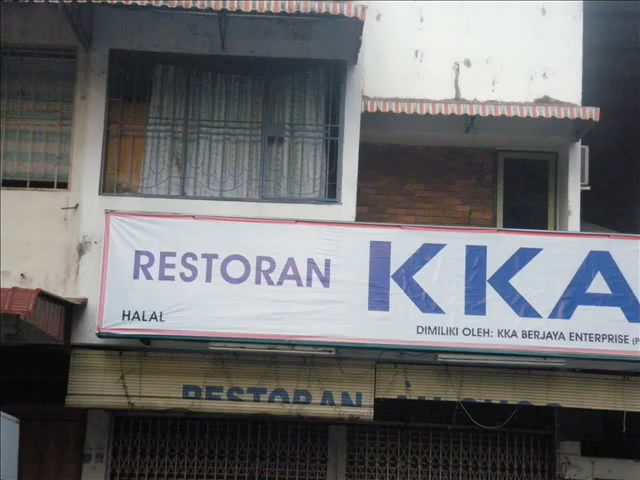 RESTORAN KKA
HALAL
DIMILIKI OLEH: KKA BERJAYA ENTERPRISE (P
RESTORAN